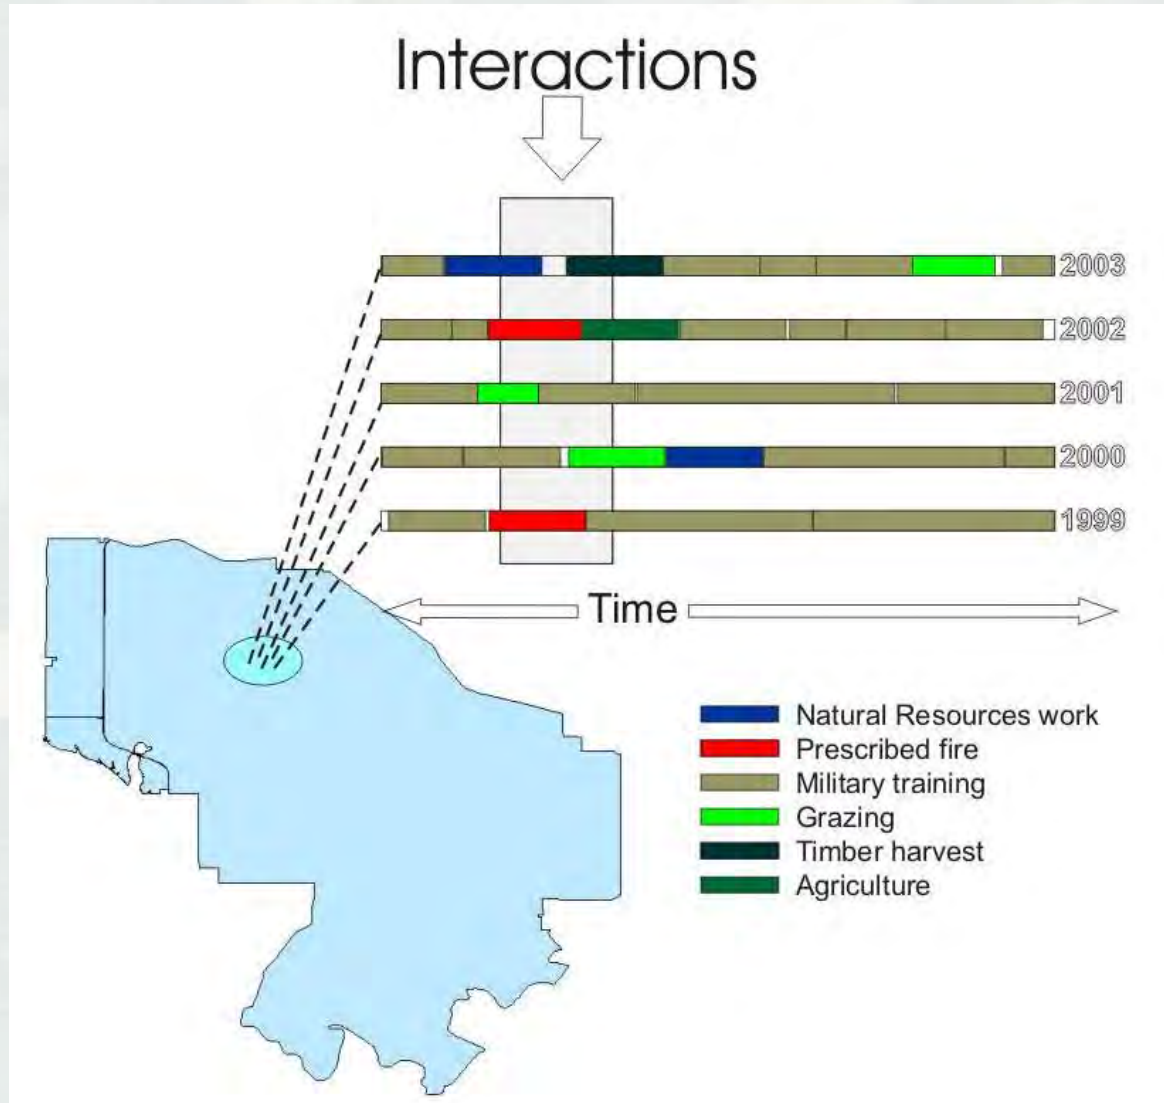 Interactions
2003
2002
2001
2000
1999
Time
Natural Resources work
Prescribed fire
Military training
Grazing
Timber harvest
Agriculture